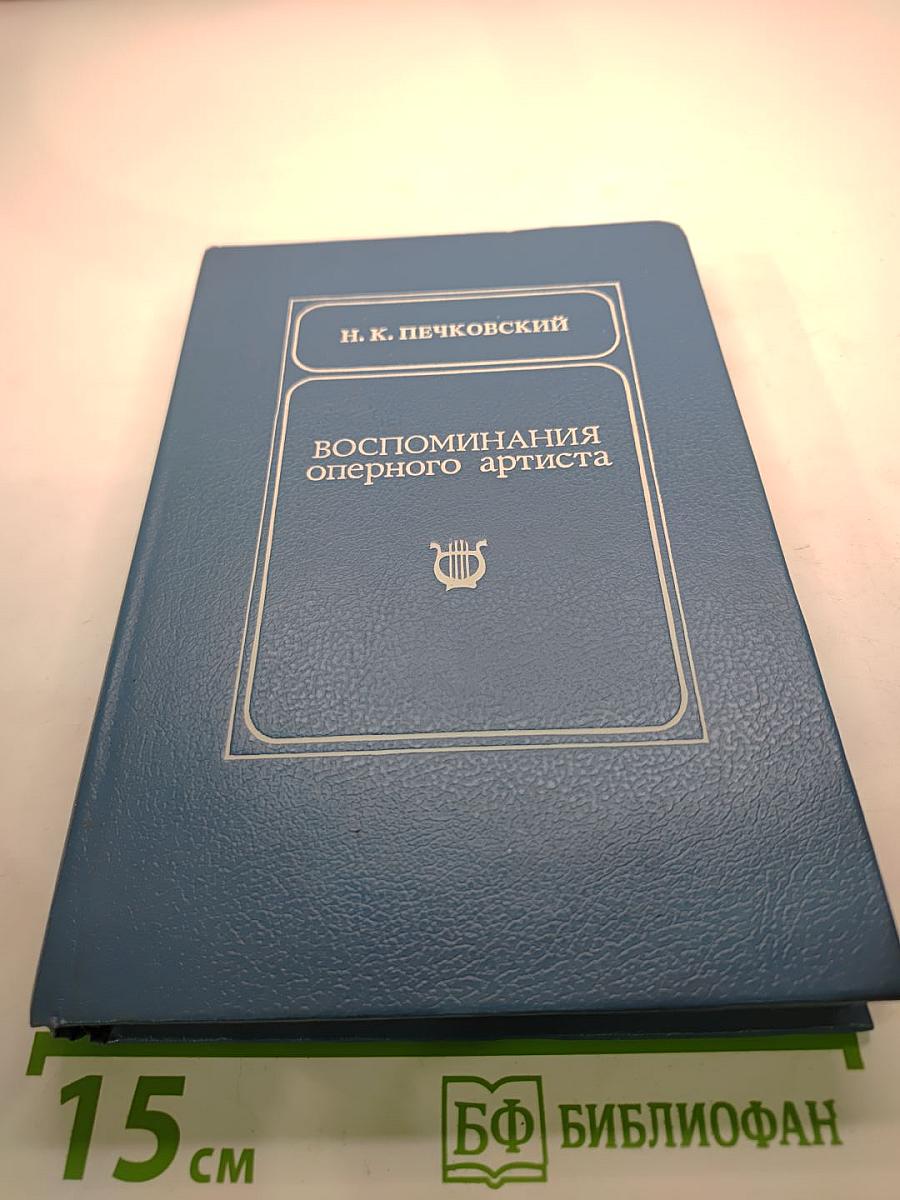 Н. К. ПЕЧКОВСКИЙ
ВОСПОМИНАНИЯ
оперного артиста
15 см
БФ БИБЛИОФАН